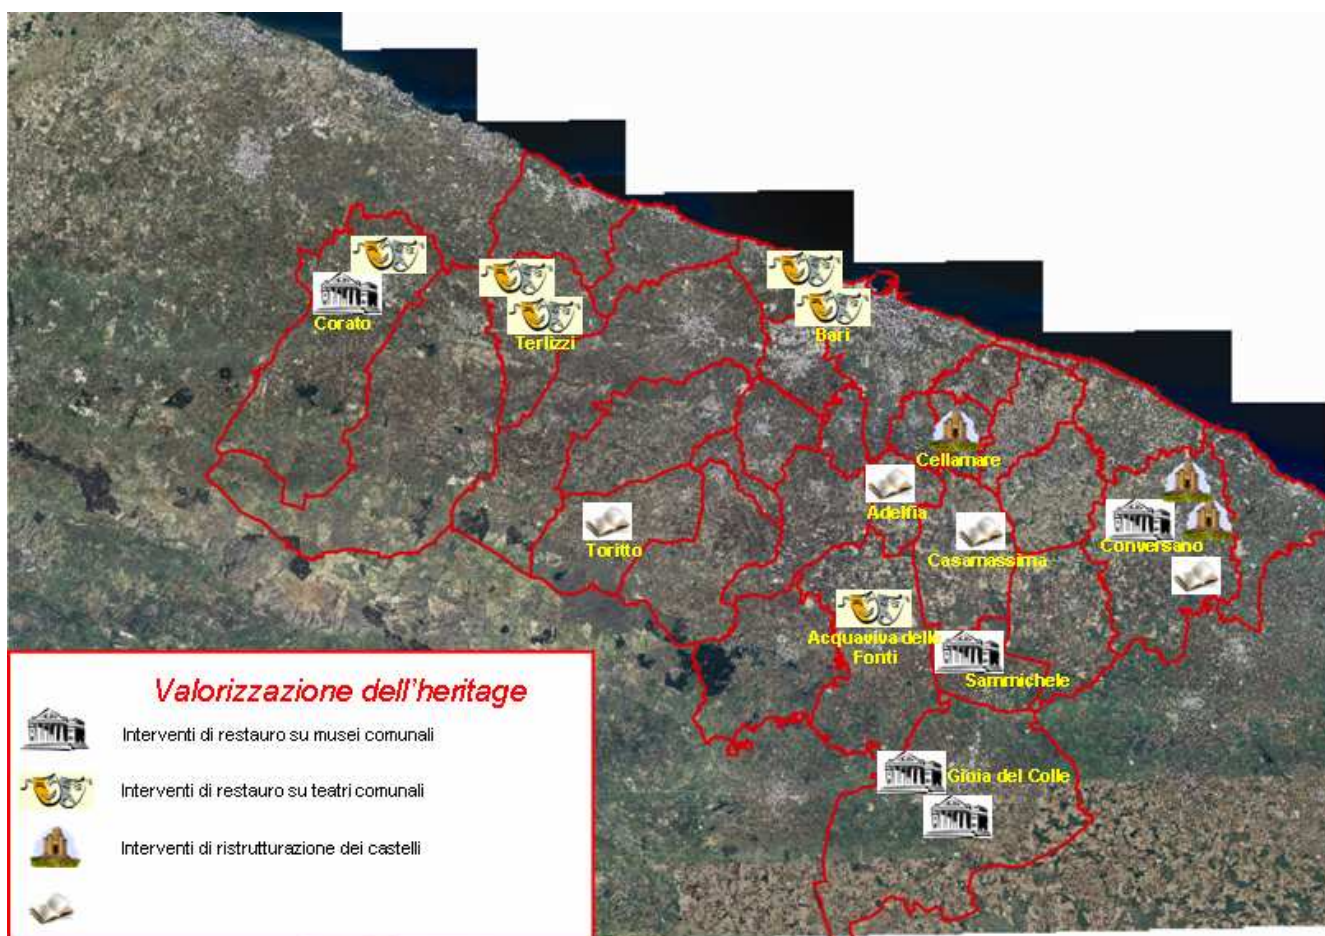 Corato
Terlizzi
Bari
Cellamare
Adelfia
Toritto
Casamassima
Conversano
Acquaviva delle
Fonti
Sammichele
Gioia del Colle
Valorizzazione dell'heritage
Interventi di restauro su musei comunali
Interventi di restauro su teatri comunali
Interventi di ristrutturazione dei castelli